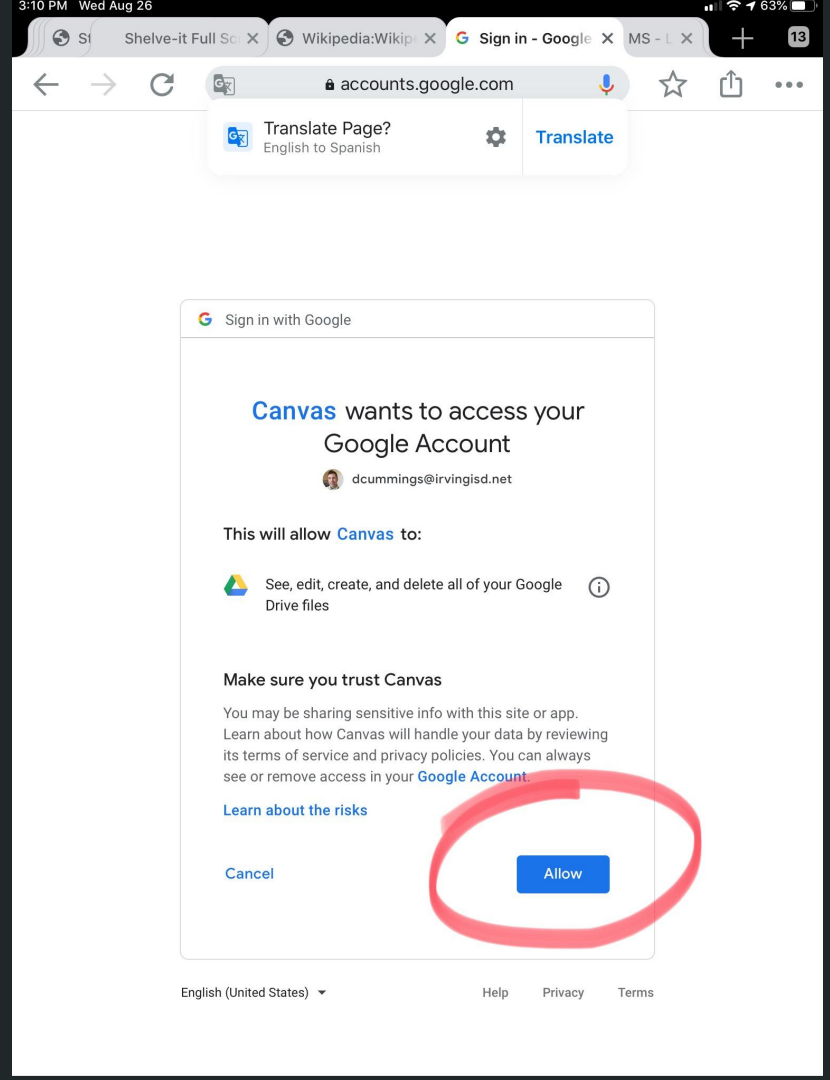 3:10 PM Wed Aug 26 63%
Shelve-it Full Sc Wikipedia:Wikip Sign in - Google MS - L 13
accounts.google.com
Translate Page?
English to Spanish
Translate
Sign in with Google
Canvas wants to access your
Google Account
dcummings@irvingisd.net
This will allow Canvas to:
See, edit, create, and delete all of your Google
Drive files
Make sure you trust Canvas
You may be sharing sensitive info with this site or app.
Learn about how Canvas will handle your data by reviewing
its terms of service and privacy policies. You can always
see or remove access in your Google Account.
Learn about the risks
Cancel Allow
English (United States) Help Privacy Terms